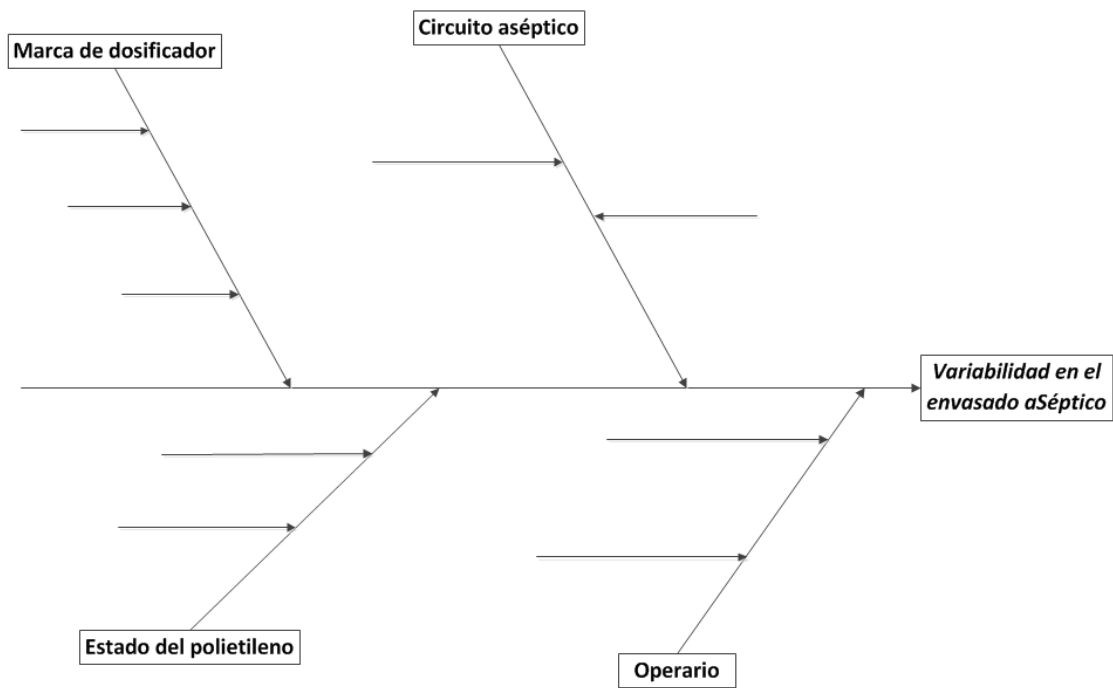 Circuito aséptico
Marca de dosificador
Variabilidad en el
envasado aSéptico
Estado del polietileno
Operario